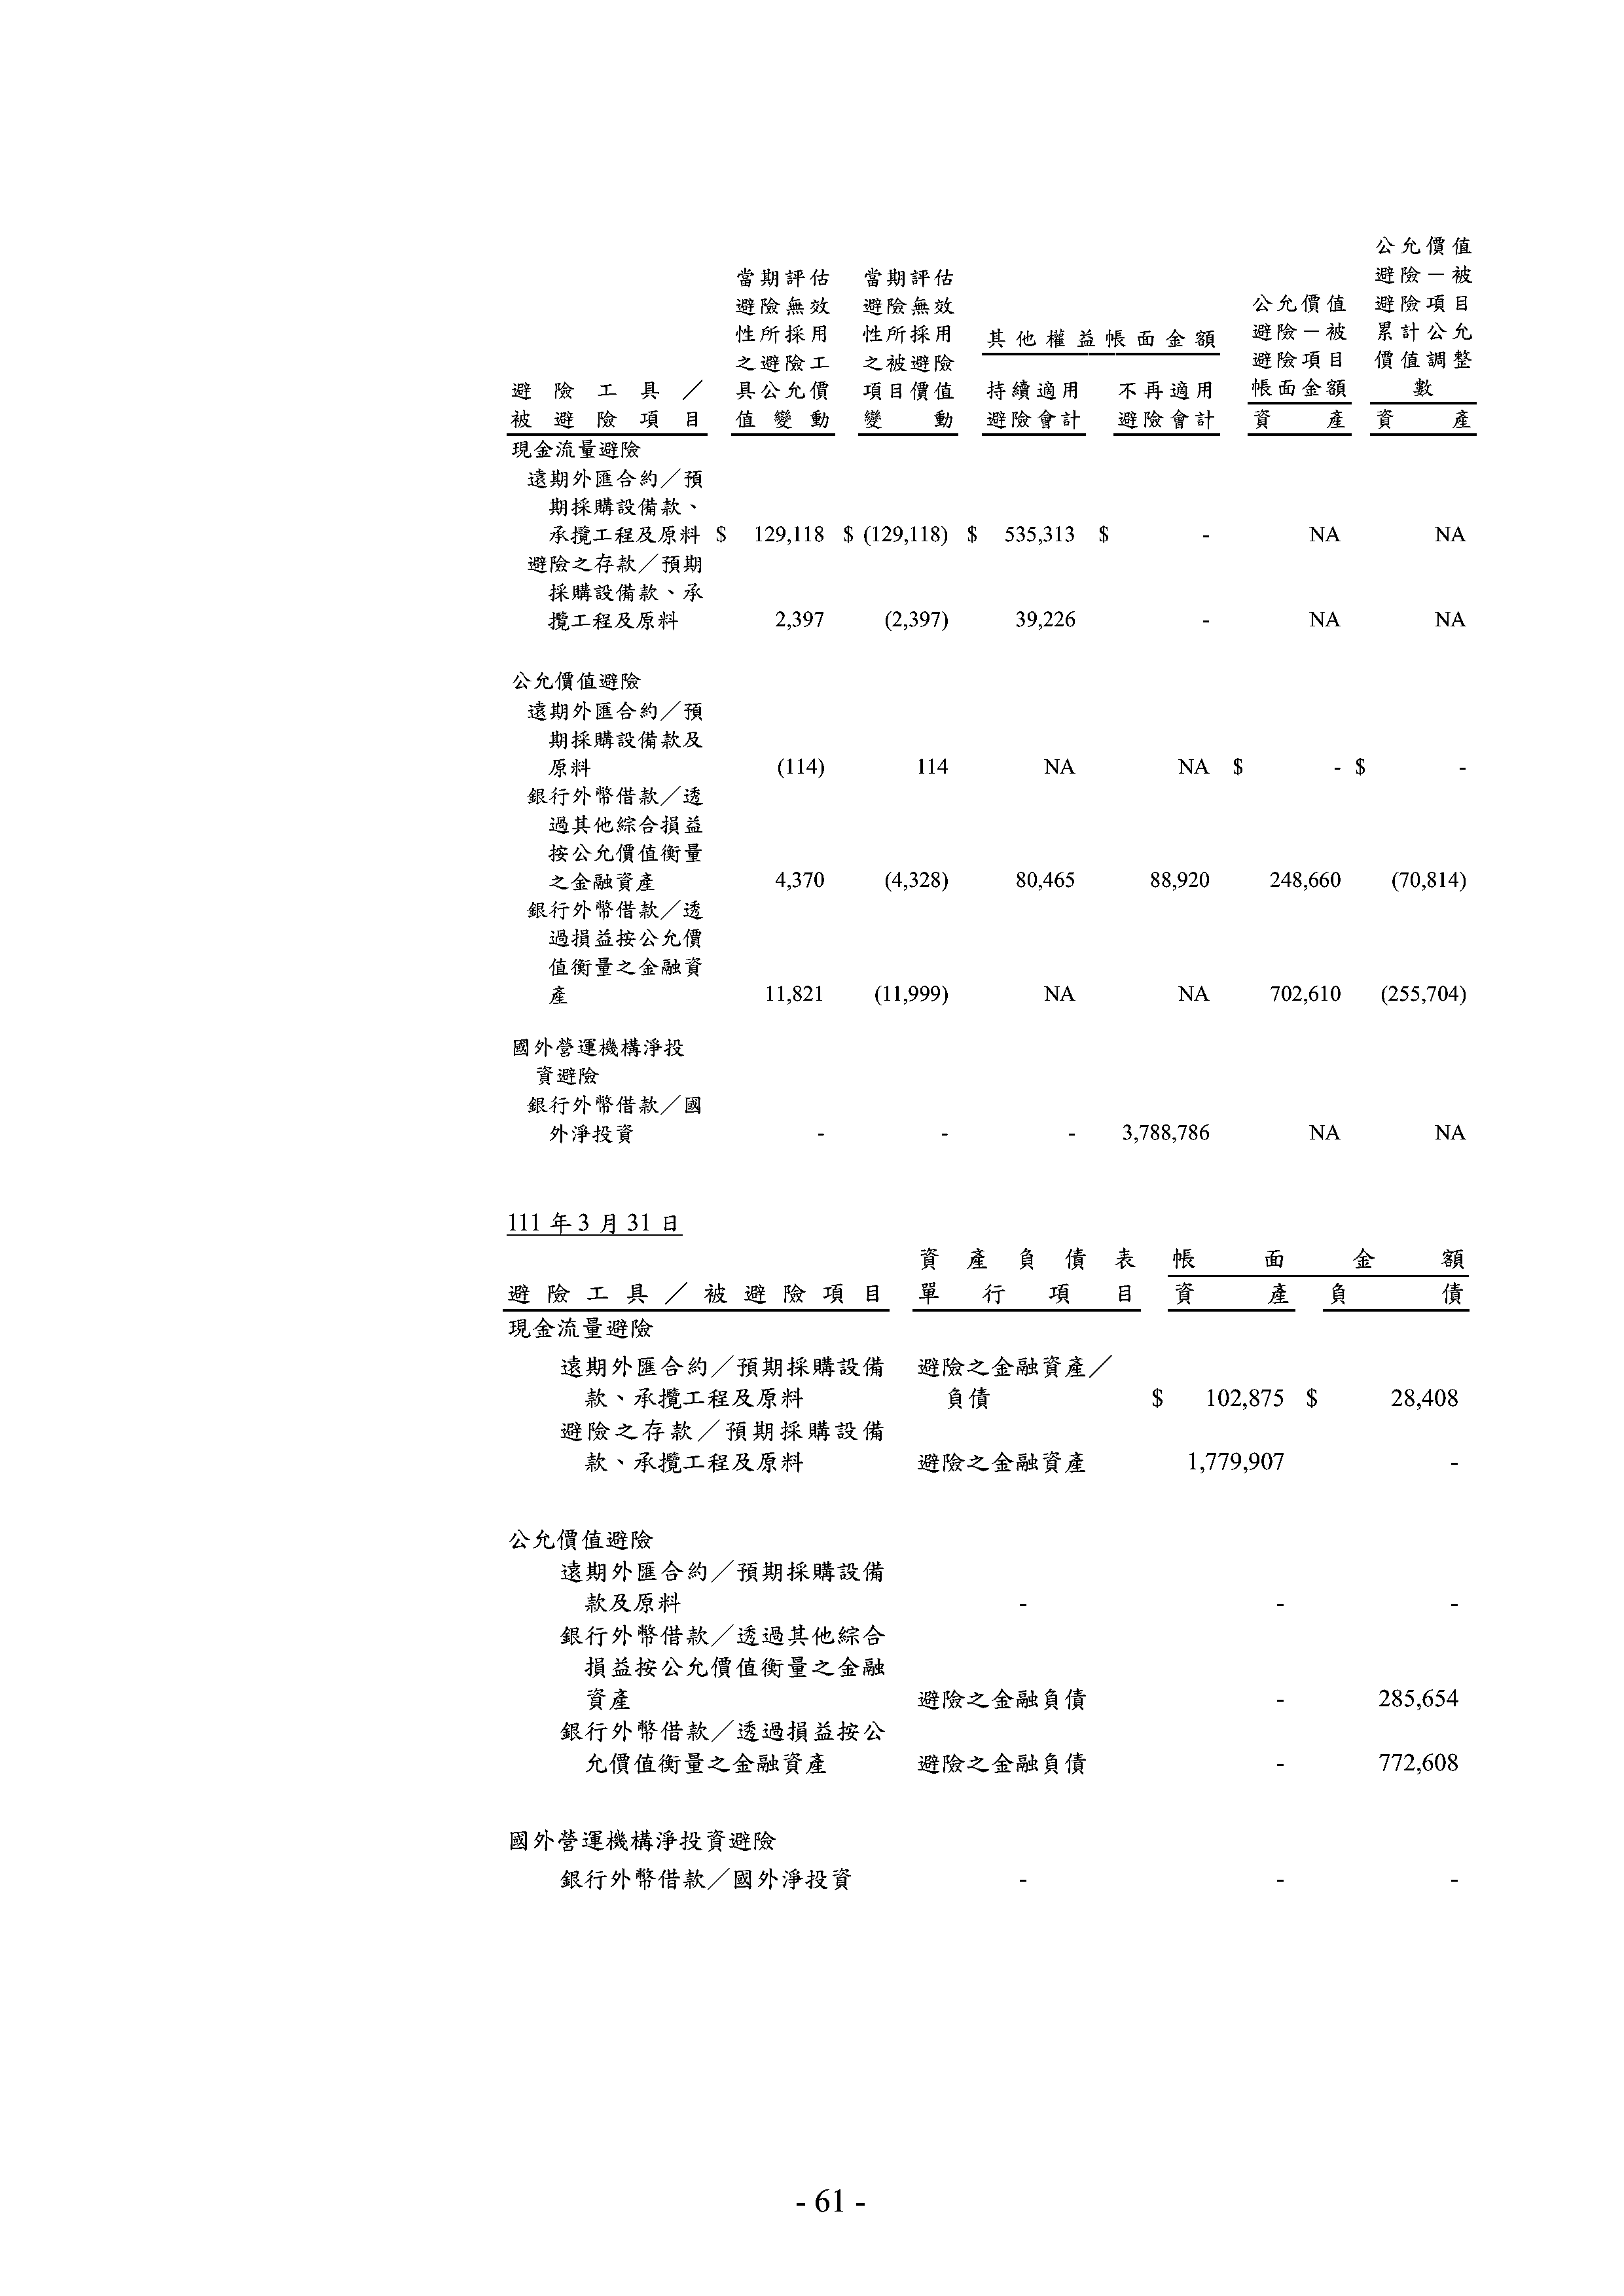 公允價值
當期評估 當期評估 避險－被
避險無效 避險無效 公允價值 避險項目
性所採用 性所採用 其他權益帳面金額 避險－被 累計公允
之避險工 之被避險 避險項目 價值調整
避險工具／ 具公允價 項目價值 持續適用 不再適用 帳面金額 數
被避險項目 值變動 變動 避險會計 避險會計 資產 資產
現金流量避險
遠期外匯合約／預
期採購設備款、
承攬工程及原料 $ 129,118 $ (129,118) $ 535,313 $ - NA NA
避險之存款／預期
採購設備款、承
攬工程及原料 2,397 (2,397) 39,226 - NA NA
公允價值避險
遠期外匯合約／預
期採購設備款及
原料 (114) 114 NA NA $ - $ -
銀行外幣借款／透
過其他綜合損益
按公允價值衡量
之金融資產 4,370 (4,328) 80,465 88,920 248,660 (70,814)
銀行外幣借款／透
過損益按公允價
值衡量之金融資
產 11,821 (11,999) NA NA 702,610 (255,704)
國外營運機構淨投
資避險
銀行外幣借款／國
外淨投資 - - - 3,788,786 NA NA
111 年 3 月 31 日
資產負債表 帳面金額
避險工具／被避險項目 單行項目 資產 負債
現金流量避險
遠期外匯合約／預期採購設備 避險之金融資產／
款、承攬工程及原料 負債 $ 102,875 $ 28,408
避險之存款／預期採購設備
款、承攬工程及原料 避險之金融資產 1,779,907 -
公允價值避險
遠期外匯合約／預期採購設備
款及原料 - - -
銀行外幣借款／透過其他綜合
損益按公允價值衡量之金融
資產 避險之金融負債 - 285,654
銀行外幣借款／透過損益按公
允價值衡量之金融資產 避險之金融負債 - 772,608
國外營運機構淨投資避險
銀行外幣借款／國外淨投資 - - -
- 61 -